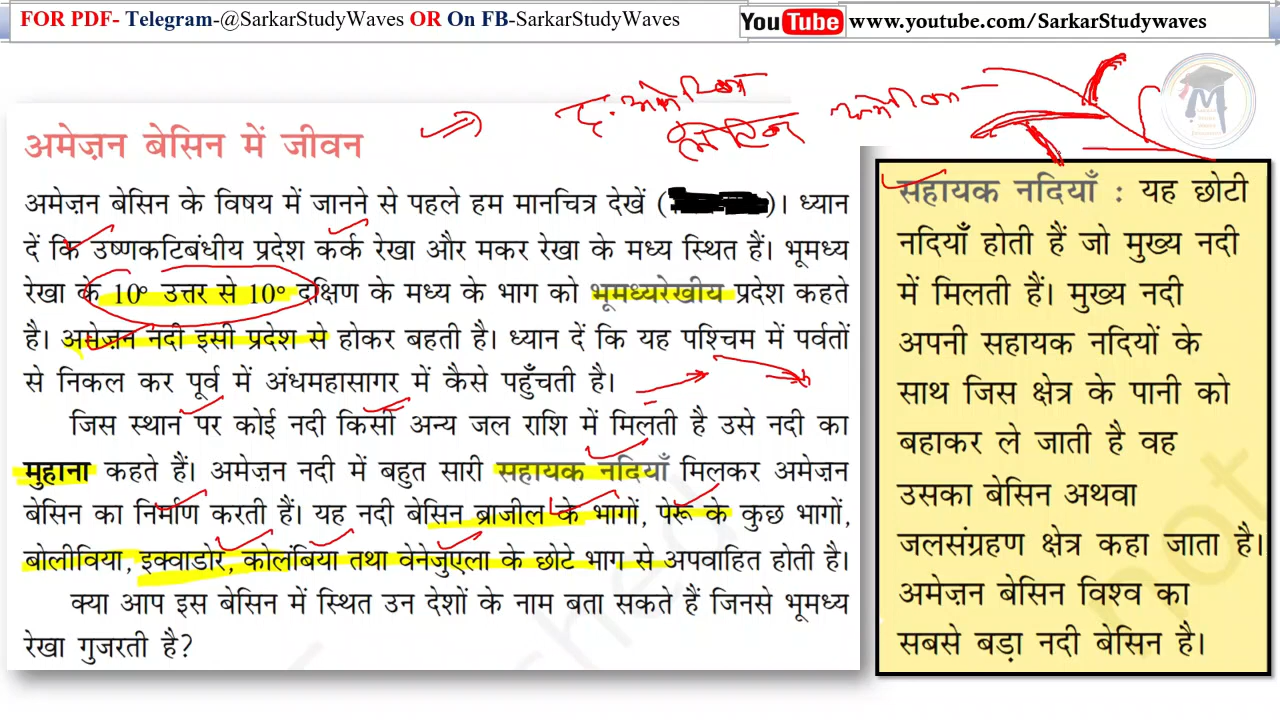 FOR PDF- Telegram-@SarkarStudyWaves OR On FB-SarkarStudyWaves
YouTube www.youtube.com/SarkarStudywaves
द. अमेरिका
लैटिन अमेरिका
अमेज़न बेसिन में जीवन
अमेज़न बेसिन के विषय में जानने से पहले हम मानचित्र देखें ( )। ध्यान
दें कि उष्णकटिबंधीय प्रदेश कर्क रेखा और मकर रेखा के मध्य स्थित हैं। भूमध्य
रेखा के 10° उत्तर से 10° दक्षिण के मध्य के भाग को भूमध्यरेखीय प्रदेश कहते
है। अमेज़न नदी इसी प्रदेश से होकर बहती है। ध्यान दें कि यह पश्चिम में पर्वतों
से निकल कर पूर्व में अंधमहासागर में कैसे पहुँचती है।
जिस स्थान पर कोई नदी किसी अन्य जल राशि में मिलती है उसे नदी का
मुहाना कहते हैं। अमेज़न नदी में बहुत सारी सहायक नदियाँ मिलकर अमेज़न
बेसिन का निर्माण करती हैं। यह नदी बेसिन ब्राजील के भागों, पेरू के कुछ भागों,
बोलीविया, इक्वाडोर, कोलंबिया तथा वेनेजुएला के छोटे भाग से अपवाहित होती है।
क्या आप इस बेसिन में स्थित उन देशों के नाम बता सकते हैं जिनसे भूमध्य
रेखा गुजरती है?
सहायक नदियाँ : यह छोटी
नदियाँ होती हैं जो मुख्य नदी
में मिलती हैं। मुख्य नदी
अपनी सहायक नदियों के
साथ जिस क्षेत्र के पानी को
बहाकर ले जाती है वह
उसका बेसिन अथवा
जलसंग्रहण क्षेत्र कहा जाता है।
अमेज़न बेसिन विश्व का
सबसे बड़ा नदी बेसिन है।